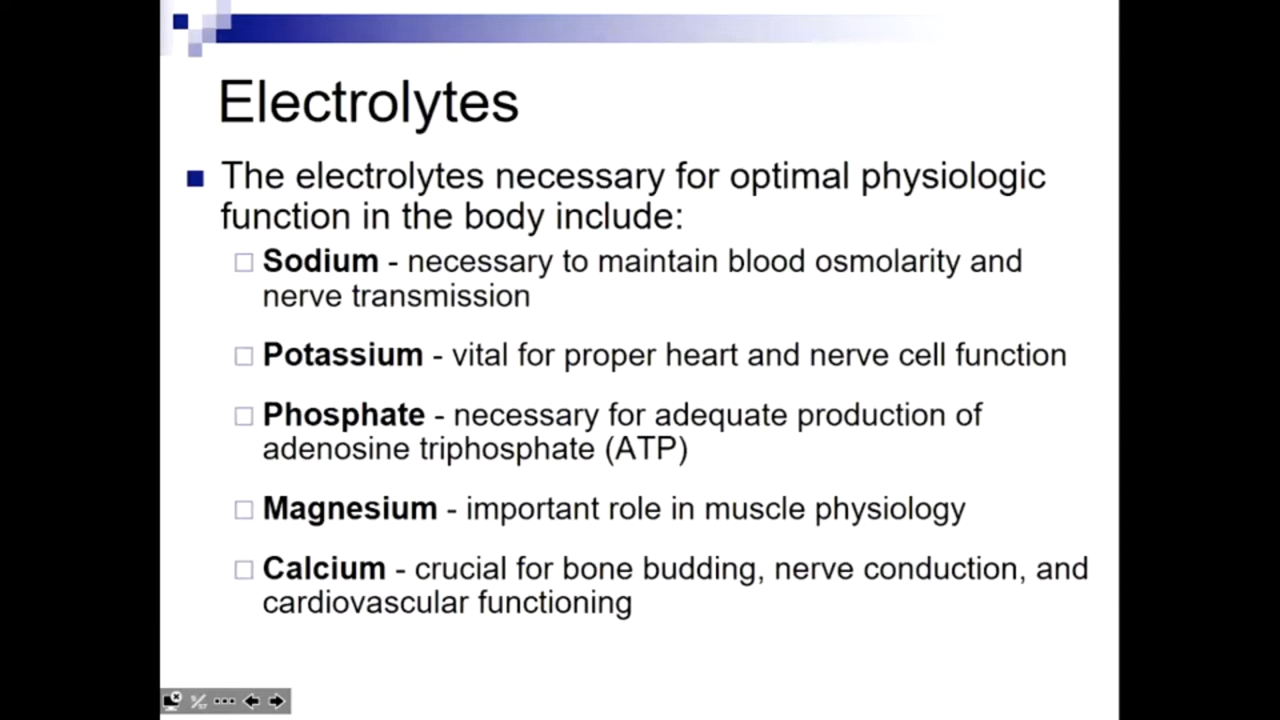 Electrolytes
The electrolytes necessary for optimal physiologic
function in the body include:
Sodium - necessary to maintain blood osmolarity and
nerve transmission
Potassium - vital for proper heart and nerve cell function
Phosphate - necessary for adequate production of
adenosine triphosphate (ATP)
Magnesium - important role in muscle physiology
Calcium - crucial for bone budding, nerve conduction, and
cardiovascular functioning